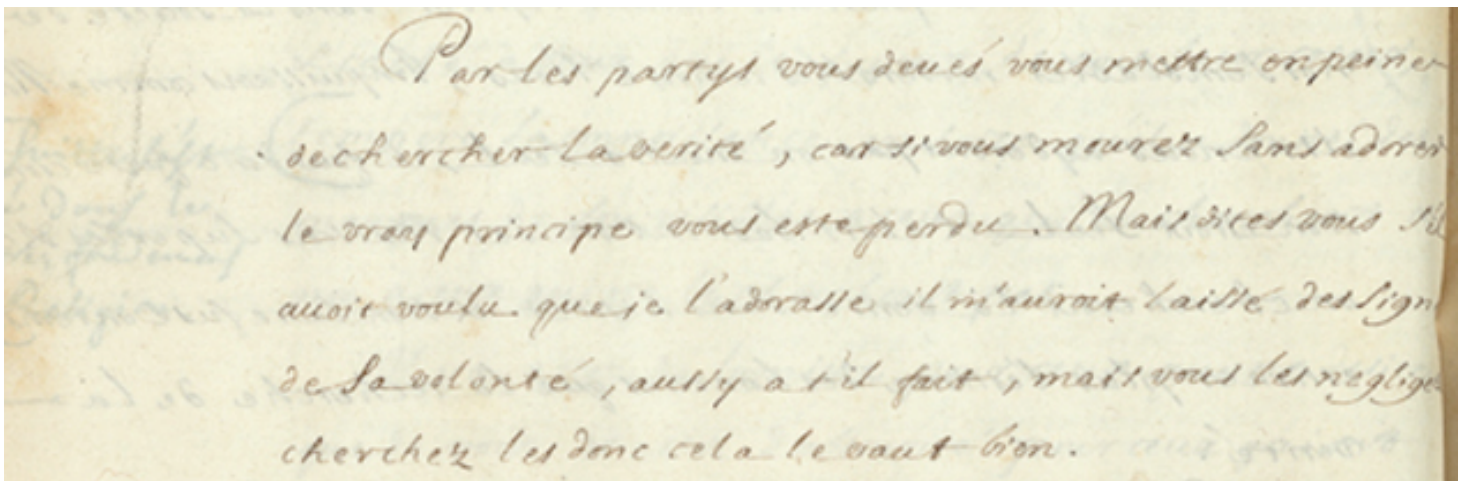 Par les partys vous deués vous mettre en peine
de chercher la verité, car si vous mourez sans adorer
le vray principe vous este perdu. Mais dites vous s'il
auoit voulu que je l'adorasse il m'auroit laissé des sign
de sa volonté, aussy a t'il fait, mais vous les neglige
cherchez les donc cela le vaut bien.